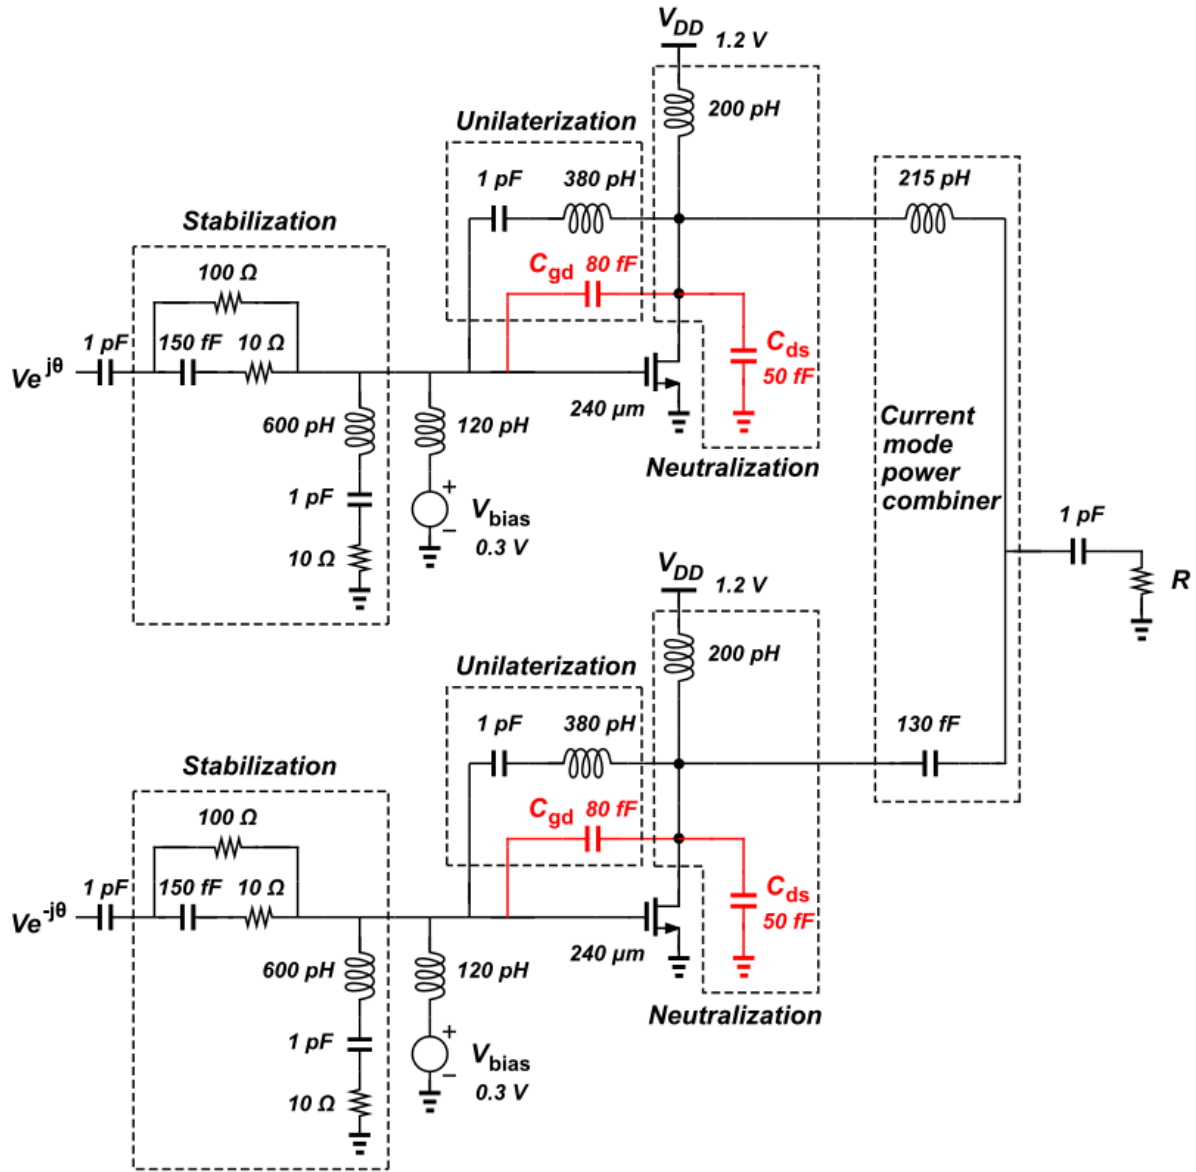 V_DD
1.2 V
200 pH
Unilaterization
1 pF
380 pH
215 pH
Stabilization
C_gd 80 fF
100 Ω
1 pF
150 fF
10 Ω
Ve^jθ
C_ds
50 fF
240 μm
600 pH
120 pH
Current
mode
power
combiner
Neutralization
1 pF
V_bias
0.3 V
10 Ω
1 pF
R
V_DD
1.2 V
200 pH
Unilaterization
1 pF
380 pH
130 fF
Stabilization
C_gd 80 fF
100 Ω
1 pF
150 fF
10 Ω
Ve^-jθ
C_ds
50 fF
240 μm
600 pH
120 pH
Neutralization
1 pF
V_bias
0.3 V
10 Ω